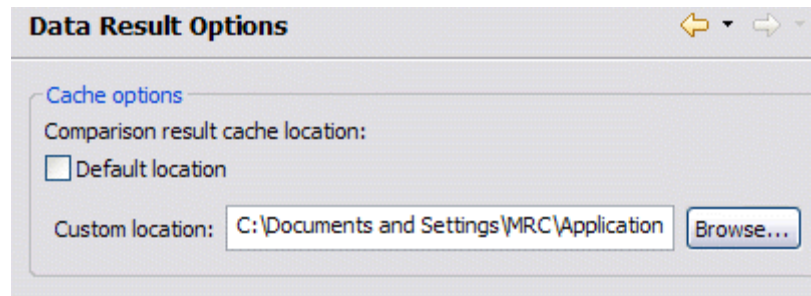 Data Result Options
Cache options
Comparison result cache location:
Default location
Custom location: C:\Documents and Settings\MRC\Application Browse...